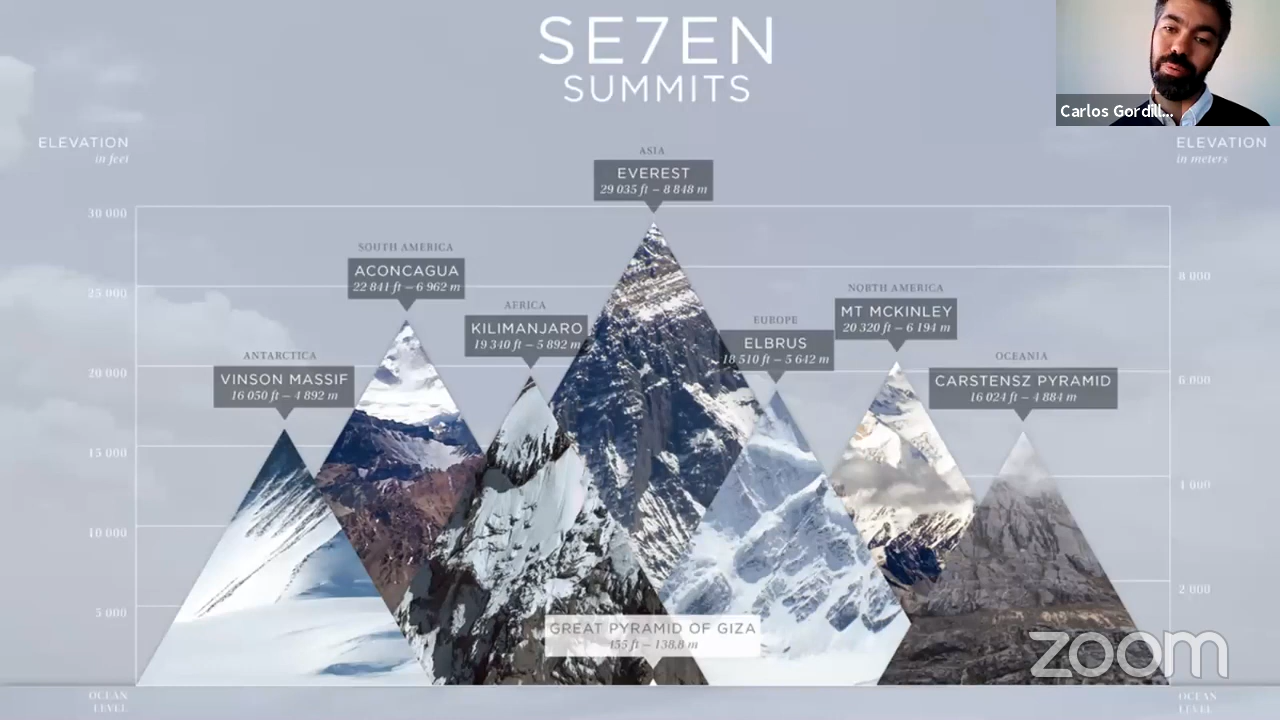 SE7EN
SUMMITS
Carlos Gordill...
ELEVATION
in feet
ELEVATION
in meters
ASIA
EVEREST
29 035 ft – 8 848 m
30 000
SOUTH AMERICA
ACONCAGUA
22 841 ft – 6 962 m
8 000
25 000
AFRICA
KILIMANJARO
19 340 ft – 5 892 m
NORTH AMERICA
MT MCKINLEY
20 320 ft – 6 194 m
EUROPE
ELBRUS
18 510 ft – 5 642 m
ANTARCTICA
VINSON MASSIF
16 050 ft – 4 892 m
OCEANIA
CARSTENSZ PYRAMID
16 024 ft – 4 884 m
20 000
6 000
15 000
4 000
10 000
2 000
5 000
GREAT PYRAMID OF GIZA
455 ft – 138,8 m
zoom
OCEAN
LEVEL
OCEAN
LEVEL